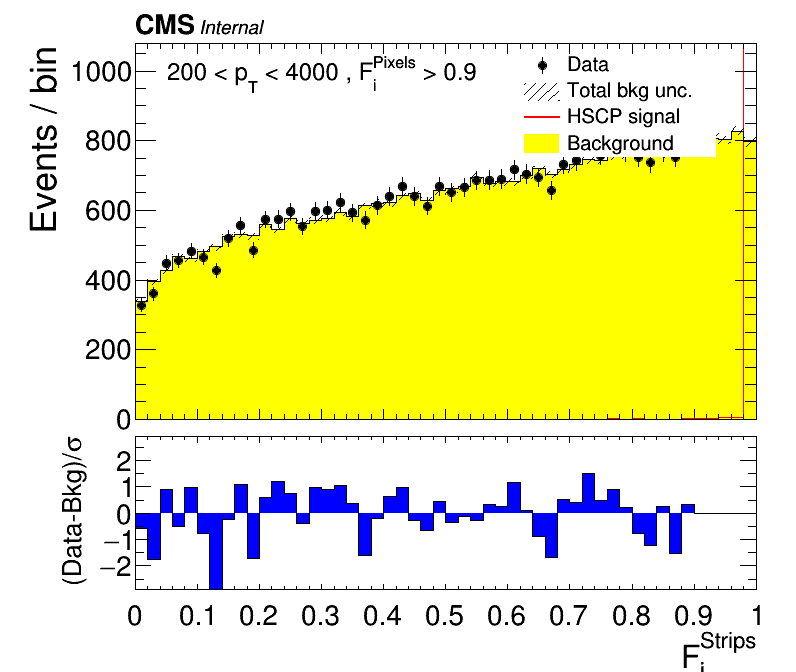 CMS Internal
Events / bin
1000
800
600
400
200
0
200 < p_T < 4000 , F_i^Pixels > 0.9
Data
Total bkg unc.
HSCP signal
Background
(Data-Bkg)/σ
2
1
0
−1
−2
0 0.1 0.2 0.3 0.4 0.5 0.6 0.7 0.8 0.9 1
F_i^Strips